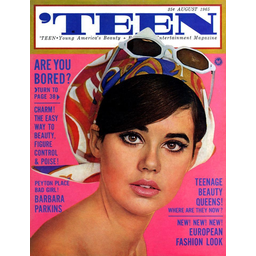 35¢ AUGUST 1965
'TEEN
'TEEN•Young America's Beauty • Entertainment Magazine
ARE YOU
BORED?
TURN TO
PAGE
CHARM!
THE EASY
WAY TO
BEAUTY,
FIGURE
CONTROL
& POISE!
PEYTON PLACE
BAD GIRL!
BARBARA
PARKINS
TEENAGE
BEAUTY
QUEENS!
WHERE ARE THEY NOW?
NEW! NEW! NEW!
EUROPEAN
FASHION LOOK